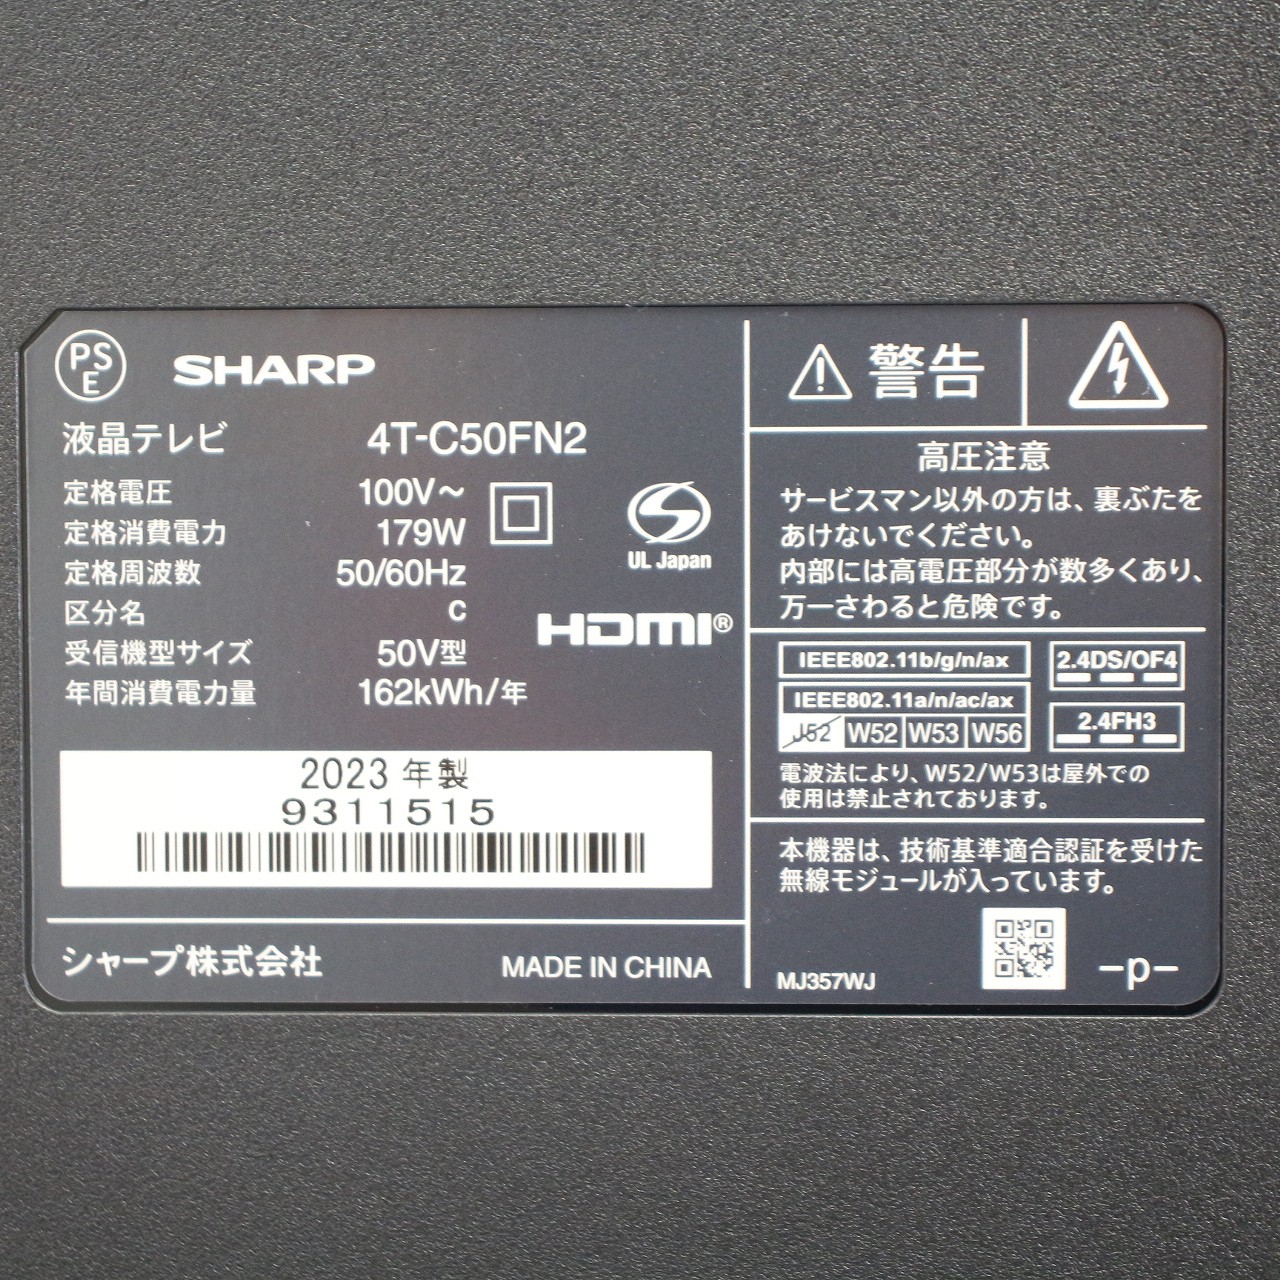 PSE SHARP
液晶テレビ 4T-C50FN2
定格電圧 100V～
定格消費電力 179W
定格周波数 50/60Hz
区分名 C
受信機型サイズ 50V型
年間消費電力量 162kWh/年
UL Japan
HDMI®
2023 年製
9311515
シャープ株式会社 MADE IN CHINA
警告
高圧注意
サービスマン以外の方は、裏ぶたを
あけないでください。
内部には高電圧部分が数多くあり、
万一さわると危険です。
IEEE802.11b/g/n/ax 2.4DS/OF4
IEEE802.11a/n/ac/ax
J52 W52 W53 W56 2.4FH3
電波法により、W52/W53は屋外での
使用は禁止されております。
本機器は、技術基準適合認証を受けた
無線モジュールが入っています。
MJ357WJ -p-